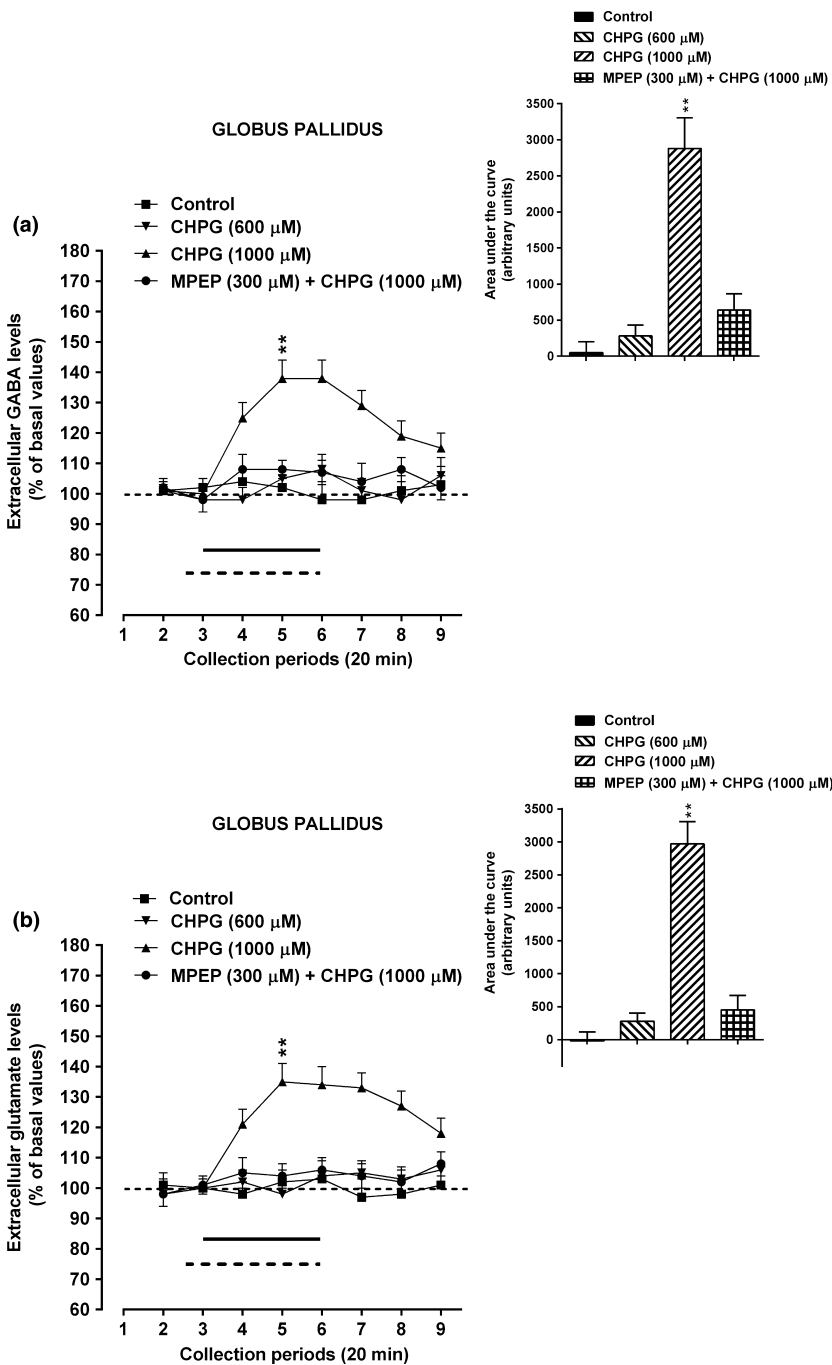 Control
CHPG (600 μM)
CHPG (1000 μM)
MPEP (300 μM) + CHPG (1000 μM)
3500
3000
2500
2000
1500
1000
500
0
Area under the curve
(arbitrary units)
**
GLOBUS PALLIDUS
(a)
Control
CHPG (600 μM)
CHPG (1000 μM)
MPEP (300 μM) + CHPG (1000 μM)
180
170
160
150
140
130
120
110
100
90
80
70
60
Extracellular GABA levels
(% of basal values)
**
1 2 3 4 5 6 7 8 9
Collection periods (20 min)
Control
CHPG (600 μM)
CHPG (1000 μM)
MPEP (300 μM) + CHPG (1000 μM)
3500
3000
2500
2000
1500
1000
500
0
Area under the curve
(arbitrary units)
**
GLOBUS PALLIDUS
(b)
Control
CHPG (600 μM)
CHPG (1000 μM)
MPEP (300 μM) + CHPG (1000 μM)
180
170
160
150
140
130
120
110
100
90
80
70
60
Extracellular glutamate levels
(% of basal values)
**
1 2 3 4 5 6 7 8 9
Collection periods (20 min)